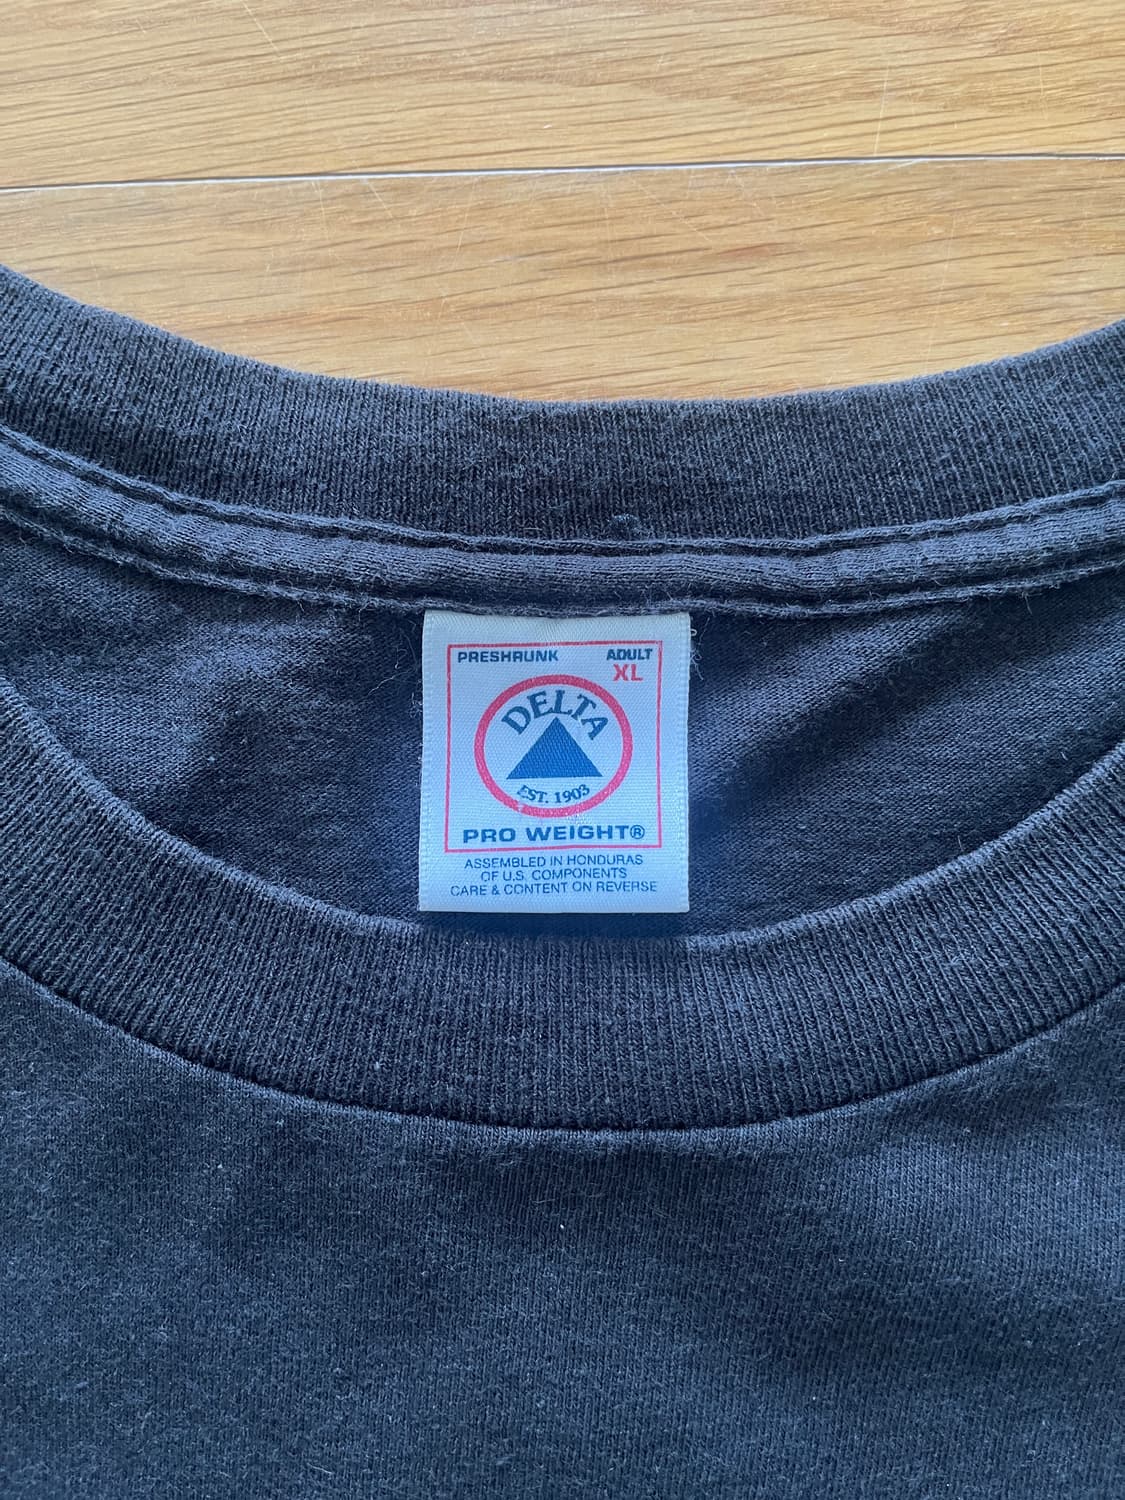 PRESHRUNK ADULT
XL
DELTA
EST. 1903
PRO WEIGHT®
ASSEMBLED IN HONDURAS
OF U.S. COMPONENTS
CARE & CONTENT ON REVERSE